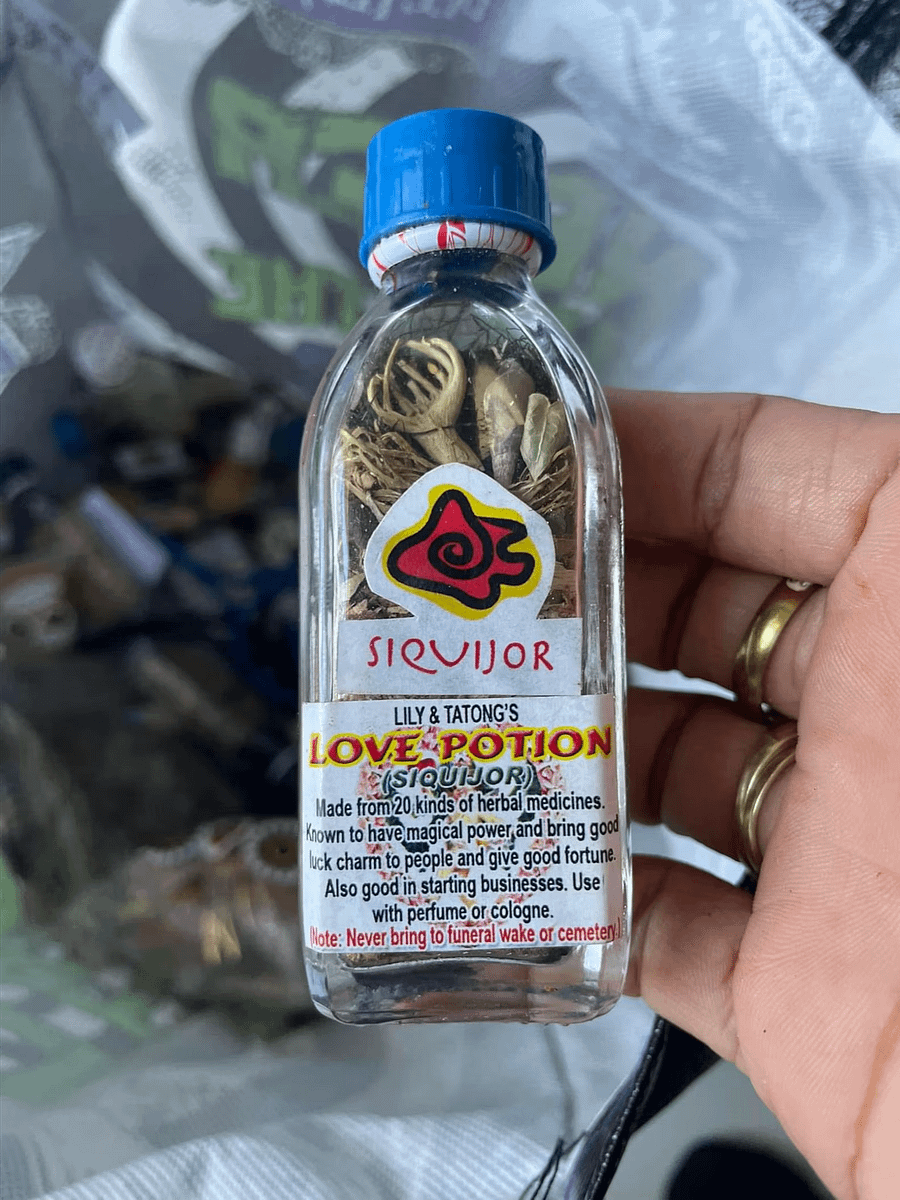 SIQUIJOR
LILY & TATONG'S
LOVE POTION
(SIQUIJOR)
Made from 20 kinds of herbal medicines.
Known to have magical power and bring good
luck charm to people and give good fortune.
Also good in starting businesses. Use
with perfume or cologne.
(Note: Never bring to funeral wake or cemetery.)